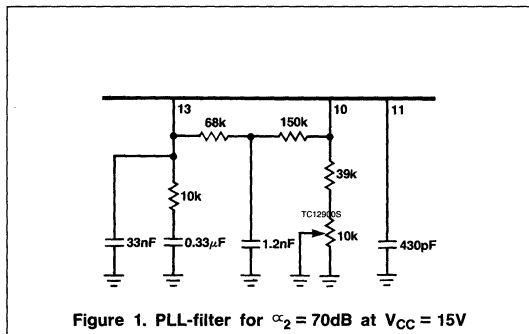 13
10
11
68k
150k
39k
10k
TC12900S
10k
33nF
0.33μF
1.2nF
430pF
Figure 1. PLL-filter for ∝2 = 70dB at VCC = 15V